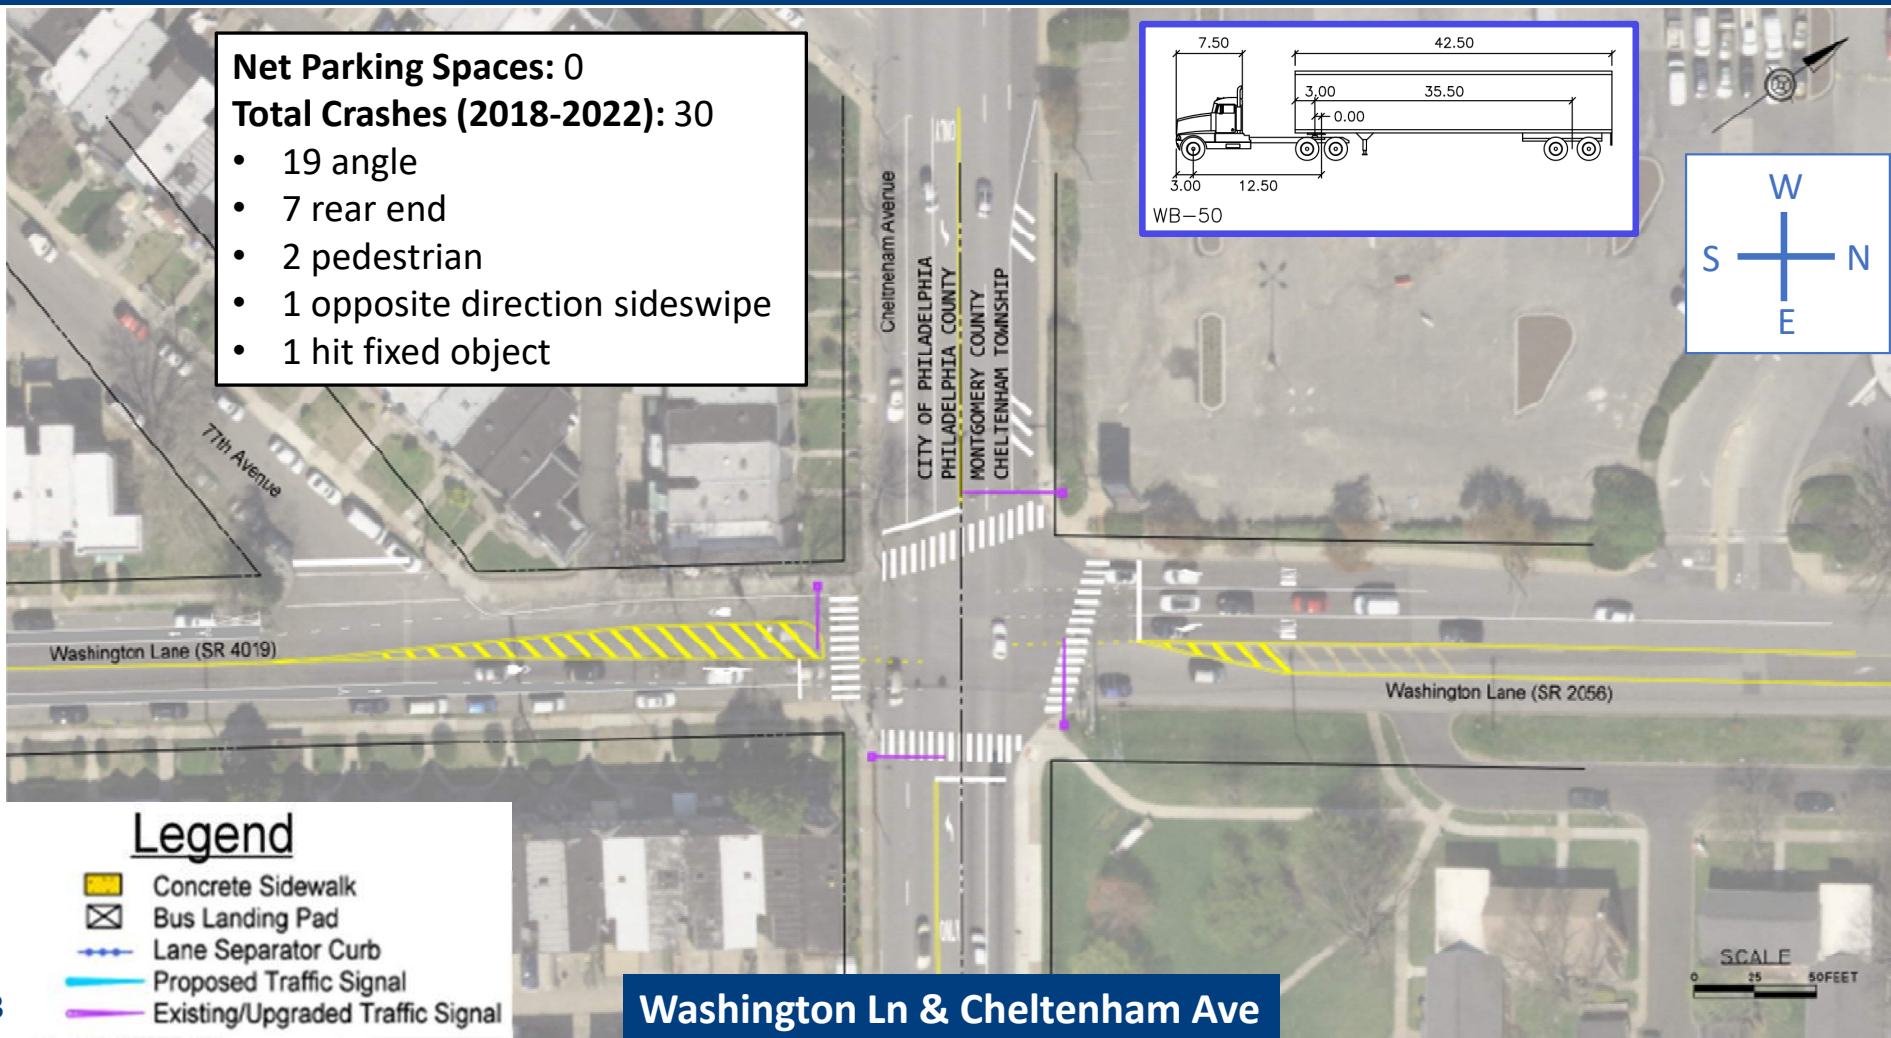 Net Parking Spaces: 0
Total Crashes (2018-2022): 30
• 19 angle
• 7 rear end
• 2 pedestrian
• 1 opposite direction sideswipe
• 1 hit fixed object
7.50
42.50
3.00
35.50
0.00
3.00
12.50
WB-50
W
S
N
E
ONLY
Cheltenham Avenue
CITY OF PHILADELPHIA
PHILADELPHIA COUNTY
MONTGOMERY COUNTY
CHELTENHAM TOWNSHIP
77th Avenue
Washington Lane (SR 4019)
Washington Lane (SR 2056)
ONLY
Legend
Concrete Sidewalk
Bus Landing Pad
Lane Separator Curb
Proposed Traffic Signal
Existing/Upgraded Traffic Signal
Washington Ln & Cheltenham Ave
SCALE
0 25 50FEET